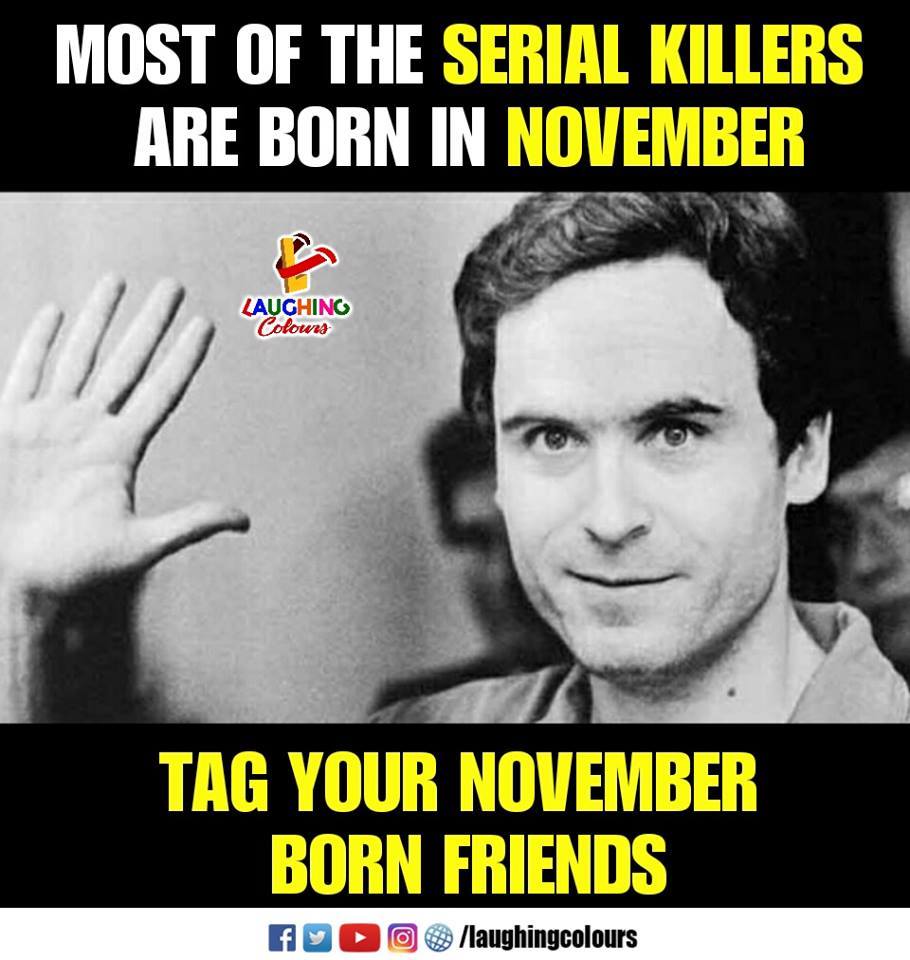 MOST OF THE SERIAL KILLERS
ARE BORN IN NOVEMBER
LAUGHING
Colours
TAG YOUR NOVEMBER
BORN FRIENDS
/laughingcolours